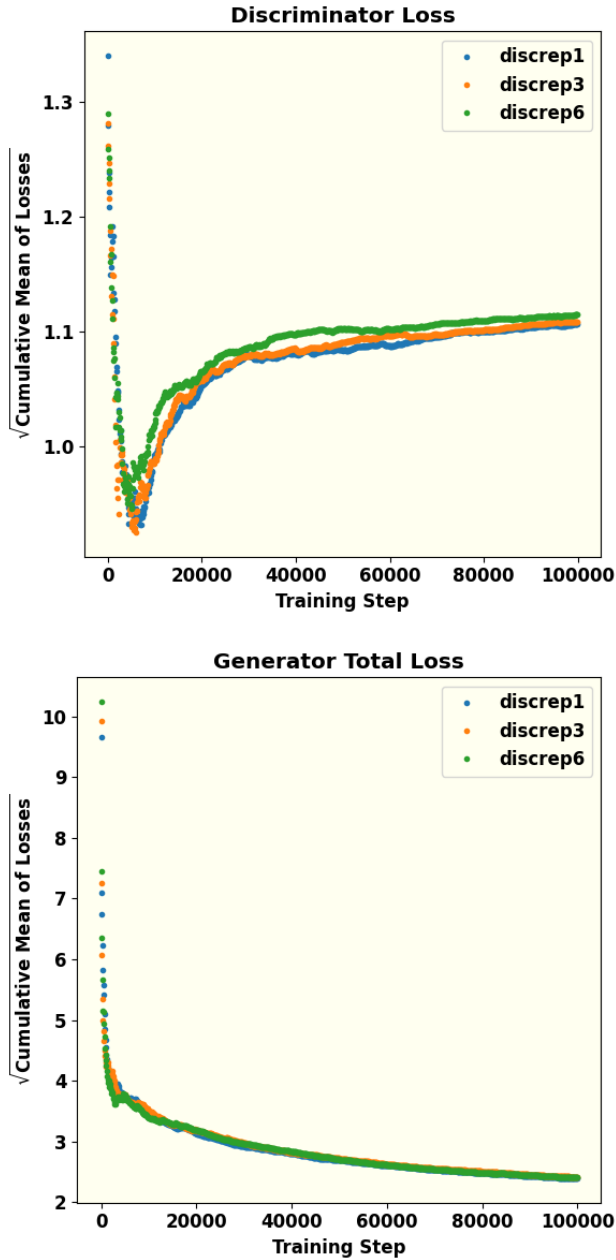 Discriminator Loss
√Cumulative Mean of Losses
1.3
1.2
1.1
1.0
discrep1
discrep3
discrep6
0 20000 40000 60000 80000 100000
Training Step
Generator Total Loss
√Cumulative Mean of Losses
10
9
8
7
6
5
4
3
2
discrep1
discrep3
discrep6
0 20000 40000 60000 80000 100000
Training Step